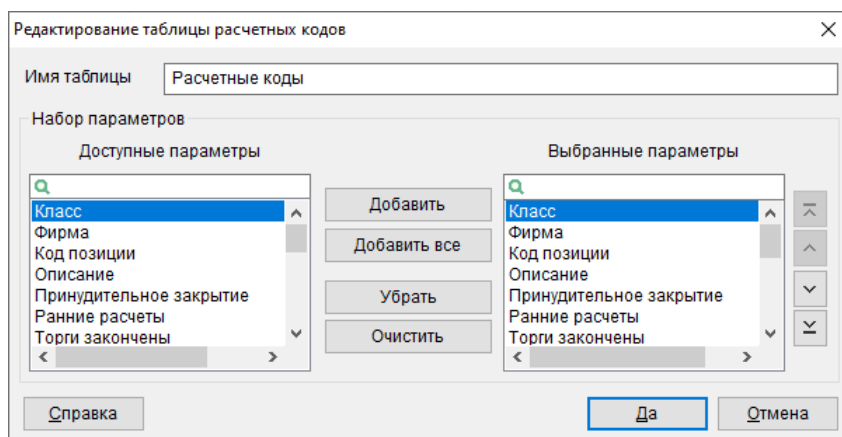 Редактирование таблицы расчетных кодов
Имя таблицы Расчетные коды
Набор параметров
Доступные параметры
Класс
Фирма
Код позиции
Описание
Принудительное закрытие
Ранние расчеты
Торги закончены
Добавить
Добавить все
Убрать
Очистить
Выбранные параметры
Класс
Фирма
Код позиции
Описание
Принудительное закрытие
Ранние расчеты
Торги закончены
Справка
Да
Отмена